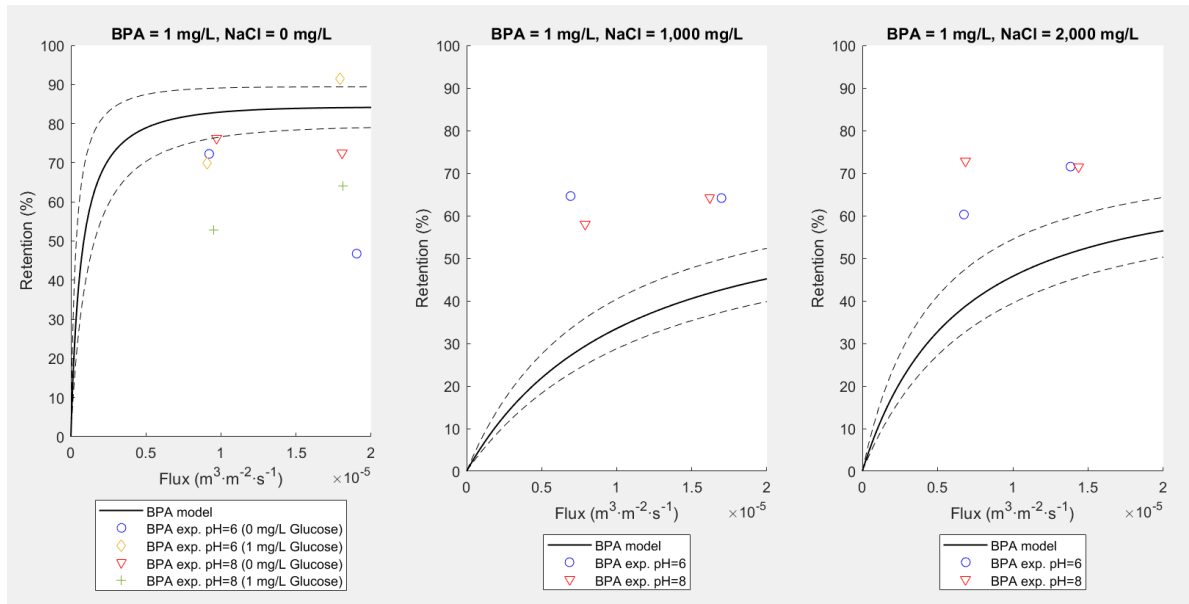 BPA = 1 mg/L, NaCl = 0 mg/L
100
90
80
70
60
50
40
30
20
10
0
Retention (%)
0 0.5 1 1.5 2
Flux (m³·m⁻²·s⁻¹) ×10⁻⁵
BPA model
BPA exp. pH=6 (0 mg/L Glucose)
BPA exp. pH=6 (1 mg/L Glucose)
BPA exp. pH=8 (0 mg/L Glucose)
BPA exp. pH=8 (1 mg/L Glucose)
BPA = 1 mg/L, NaCl = 1,000 mg/L
100
90
80
70
60
50
40
30
20
10
0
Retention (%)
0 0.5 1 1.5 2
Flux (m³·m⁻²·s⁻¹) ×10⁻⁵
BPA model
BPA exp. pH=6
BPA exp. pH=8
BPA = 1 mg/L, NaCl = 2,000 mg/L
100
90
80
70
60
50
40
30
20
10
0
Retention (%)
0 0.5 1 1.5 2
Flux (m³·m⁻²·s⁻¹) ×10⁻⁵
BPA model
BPA exp. pH=6
BPA exp. pH=8